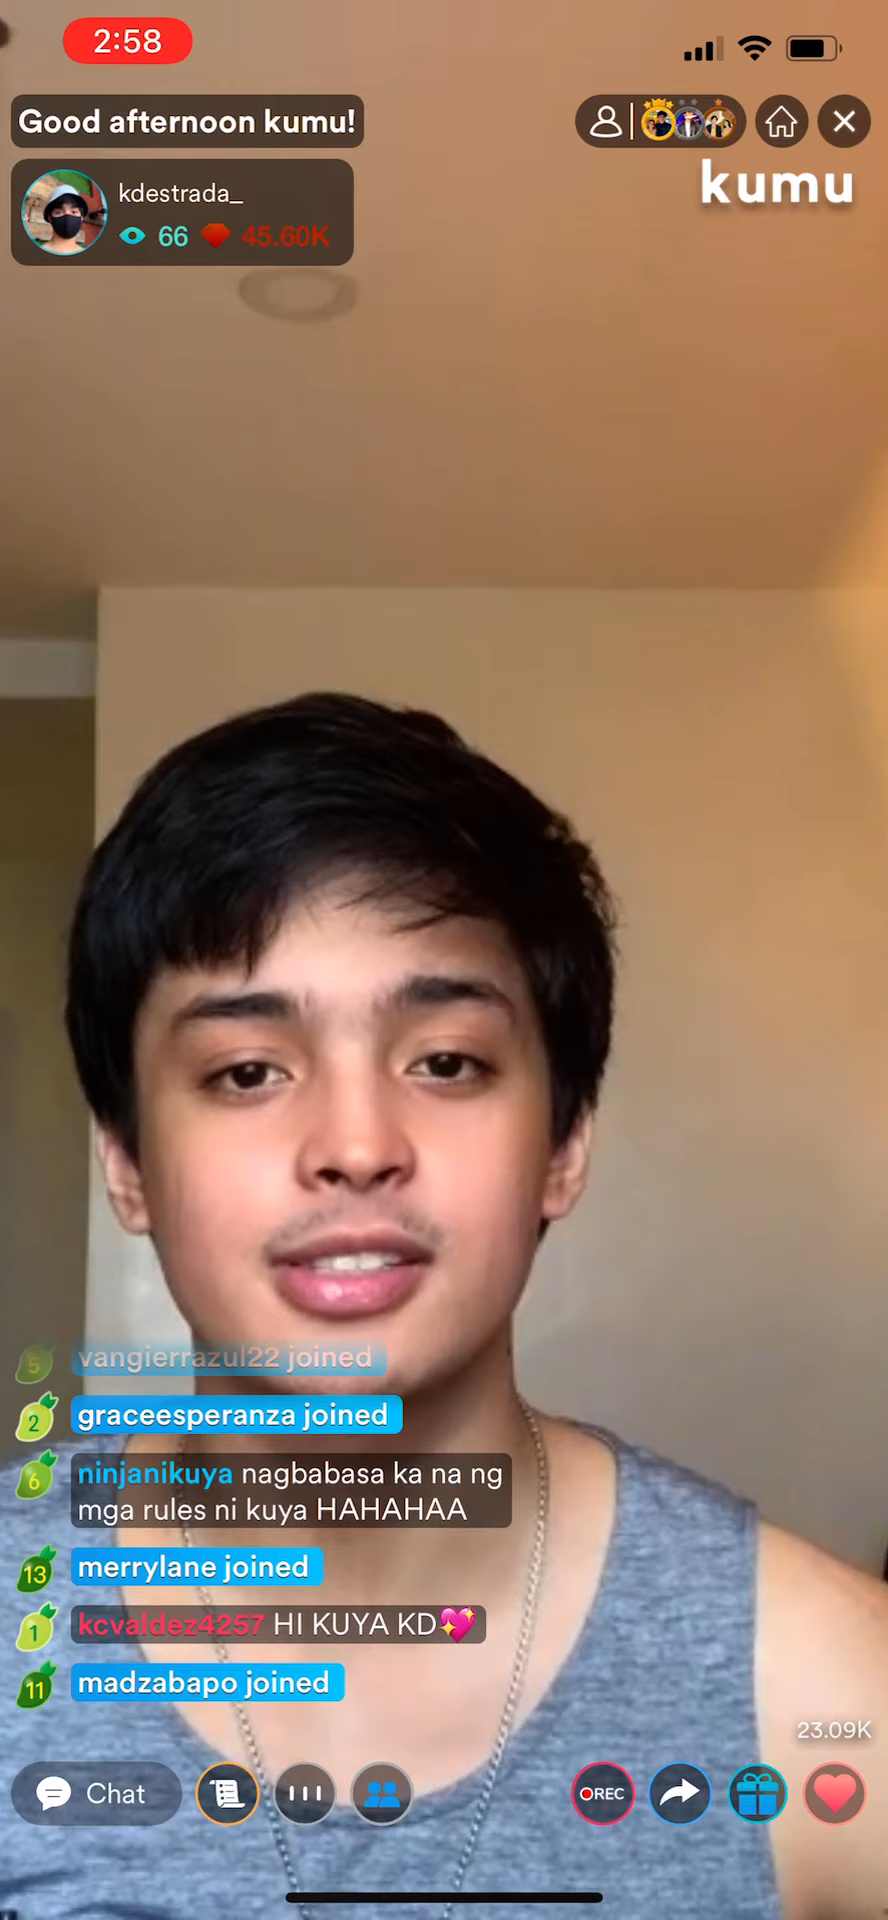 2:58
Good afternoon kumu!
kumu
kdestrada_
66 45.60K
5 vangierrazul22 joined
2 graceesperanza joined
6 ninjanikuya nagbabasa ka na ng
mga rules ni kuya HAHAHAA
13 merrylane joined
1 kcvaldez4257 HI KUYA KD💖
11 madzabapo joined
23.09K
Chat
REC